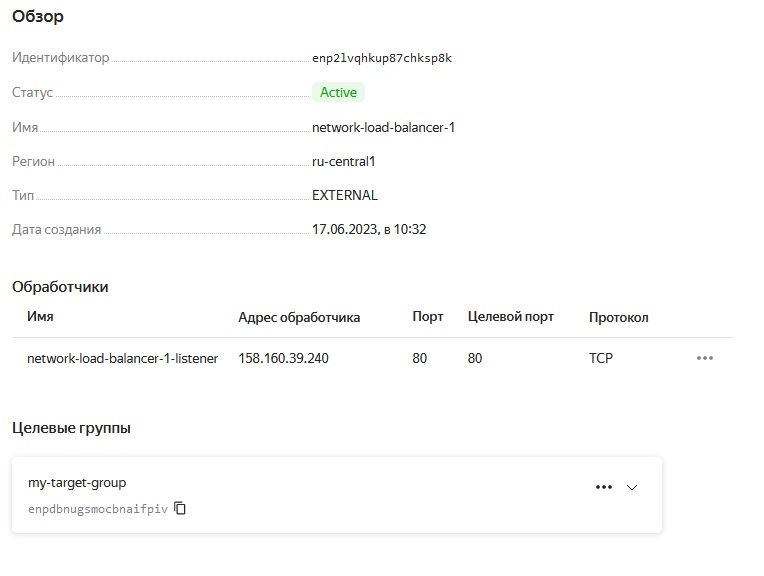 Обзор
Идентификатор enp2lvqhkup87chksp8k
Статус Active
Имя network-load-balancer-1
Регион ru-central1
Тип EXTERNAL
Дата создания 17.06.2023, в 10:32
Обработчики
Имя Адрес обработчика Порт Целевой порт Протокол
network-load-balancer-1-listener 158.160.39.240 80 80 TCP
Целевые группы
my-target-group
enpdbnugsmocbnaifpiv